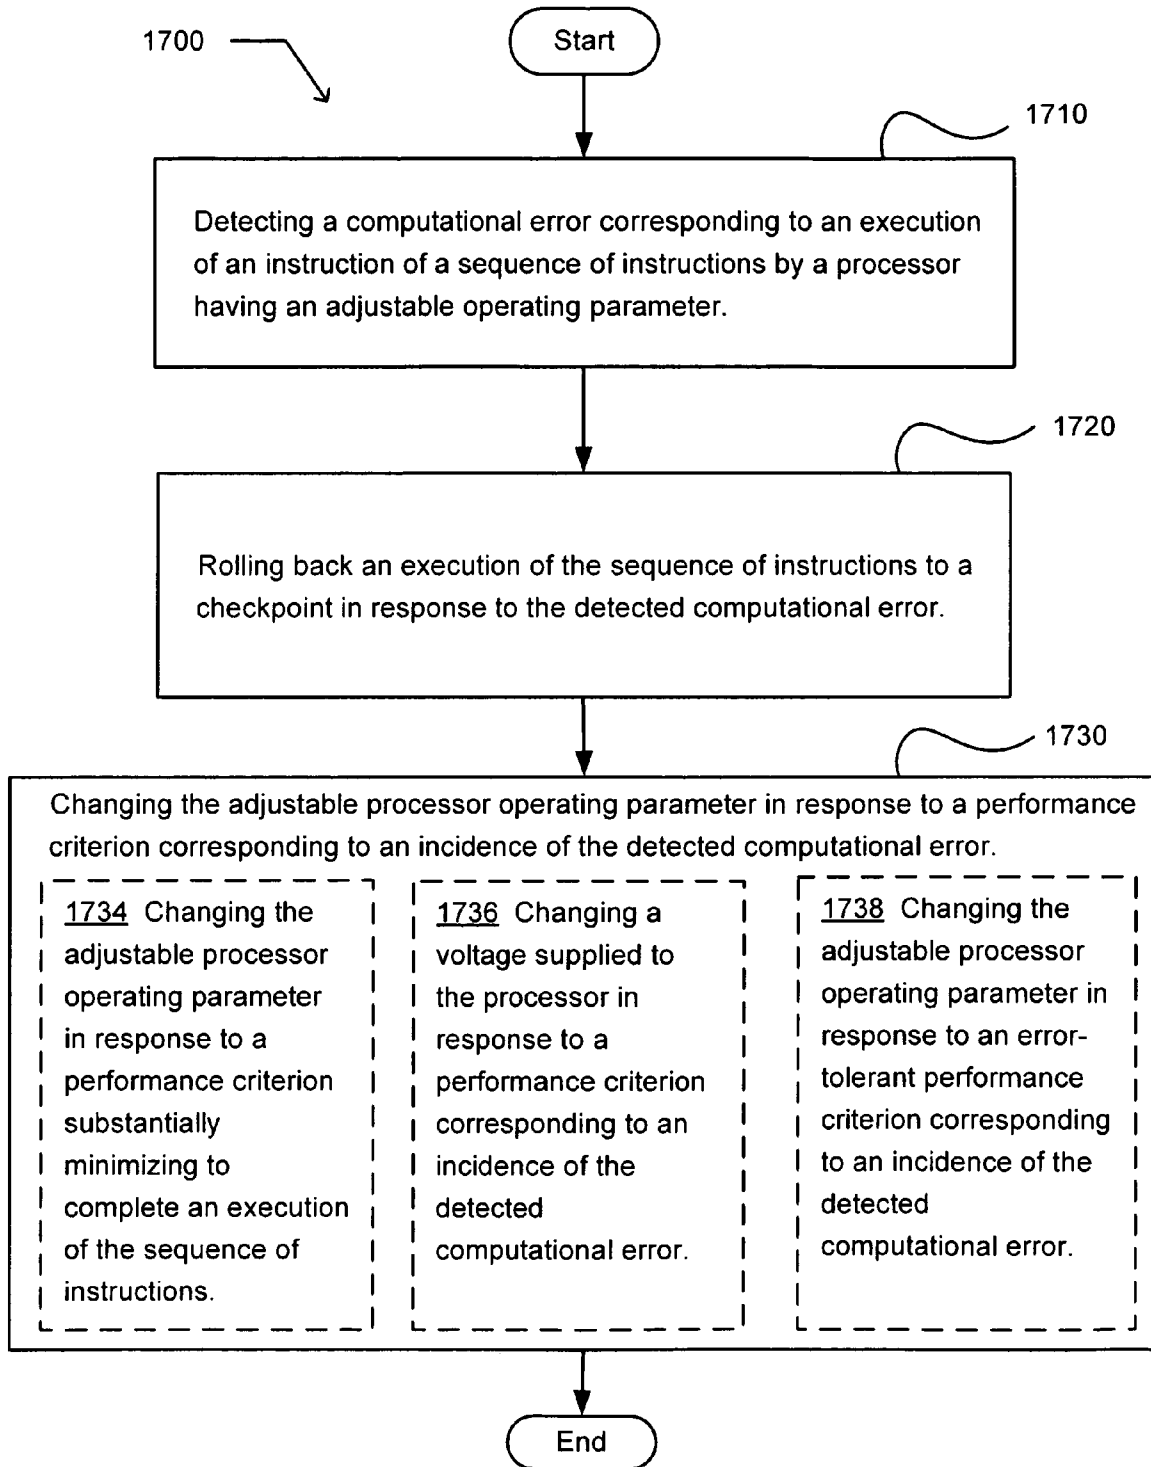 1700
Start
1710
Detecting a computational error corresponding to an execution
of an instruction of a sequence of instructions by a processor
having an adjustable operating parameter.
1720
Rolling back an execution of the sequence of instructions to a
checkpoint in response to the detected computational error.
1730
Changing the adjustable processor operating parameter in response to a performance
criterion corresponding to an incidence of the detected computational error.
1734 Changing the
adjustable processor
operating parameter
in response to a
performance criterion
substantially
minimizing to
complete an execution
of the sequence of
instructions.
1736 Changing a
voltage supplied to
the processor in
response to a
performance criterion
corresponding to an
incidence of the
detected
computational error.
1738 Changing the
adjustable processor
operating parameter in
response to an error-
tolerant performance
criterion corresponding
to an incidence of the
detected
computational error.
End